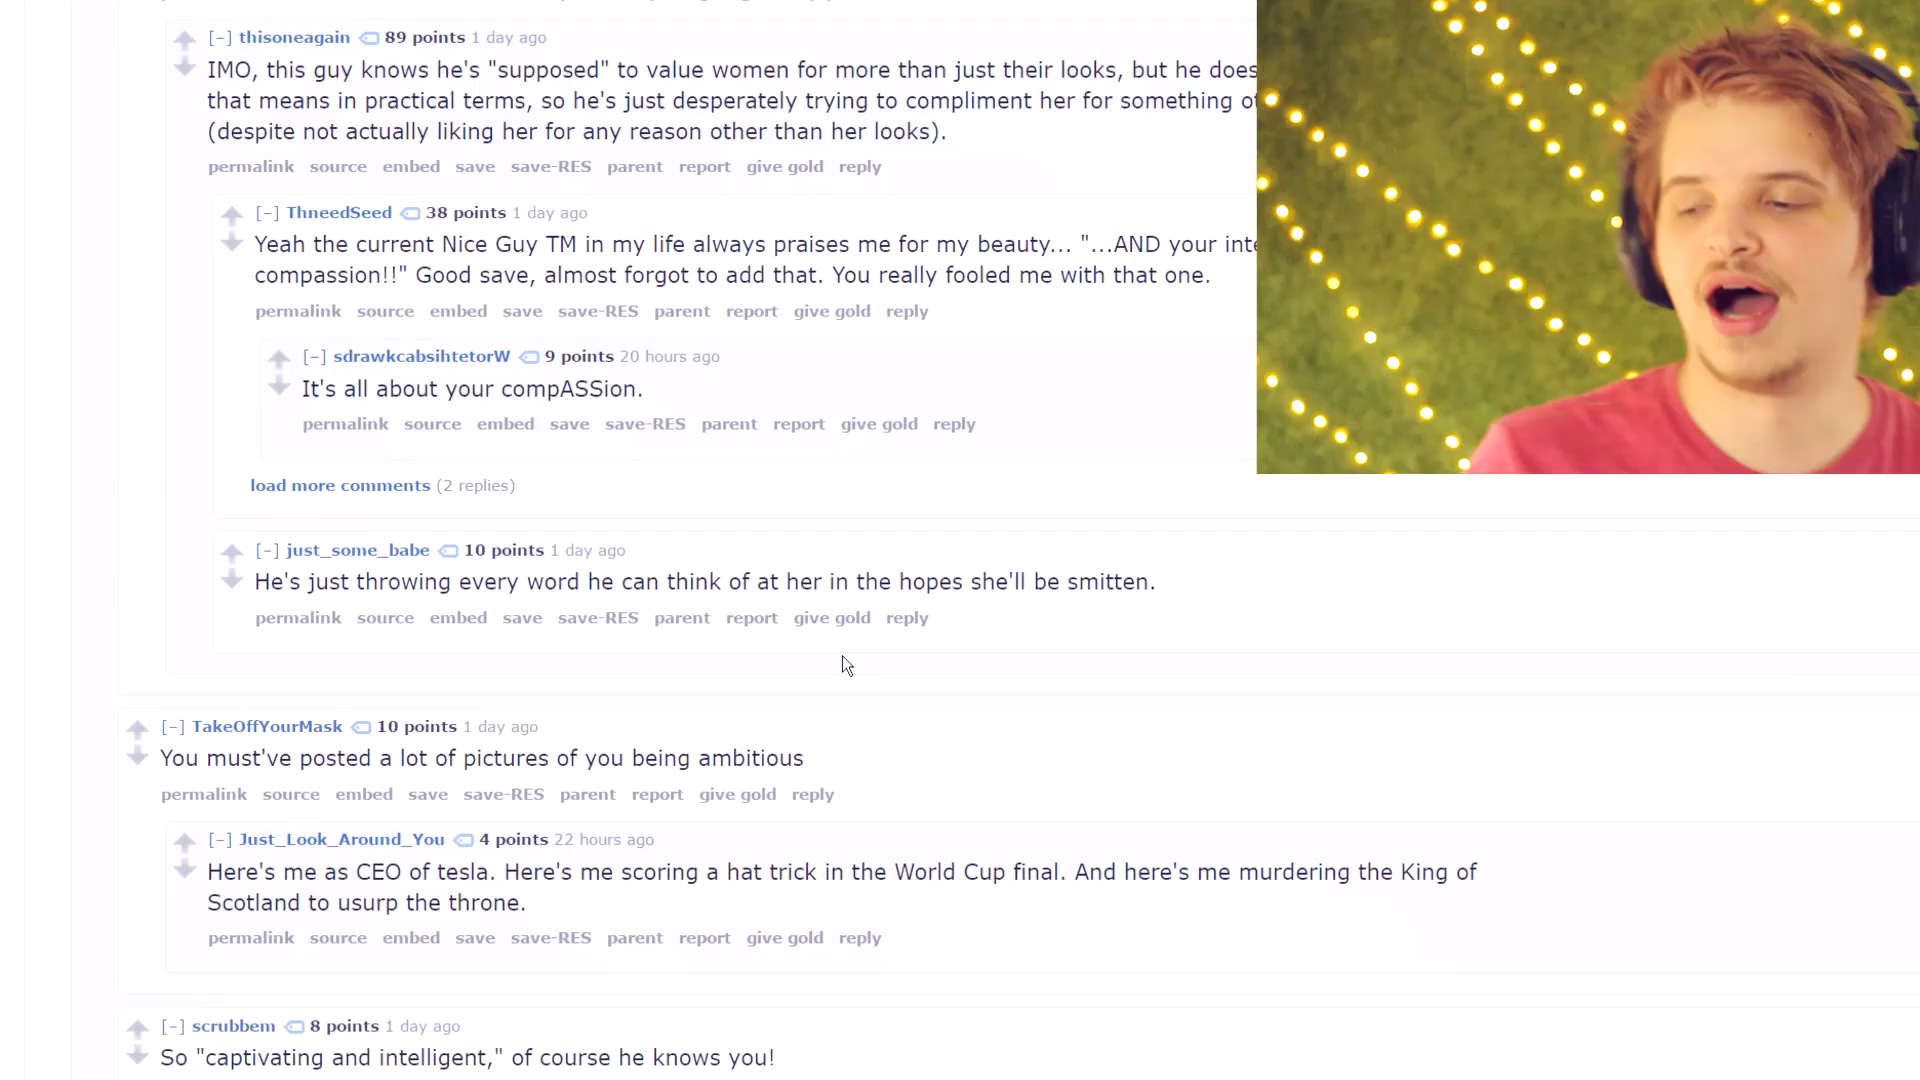 [-] thisoneagain 89 points 1 day ago
IMO, this guy knows he's "supposed" to value women for more than just their looks, but he does
that means in practical terms, so he's just desperately trying to compliment her for something
(despite not actually liking her for any reason other than her looks).
permalink source embed save save-RES parent report give gold reply
[-] ThneedSeed 38 points 1 day ago
Yeah the current Nice Guy TM in my life always praises me for my beauty... "...AND your
compassion!!" Good save, almost forgot to add that. You really fooled me with that one.
permalink source embed save save-RES parent report give gold reply
[-] sdrawkcabsihtetorW 9 points 20 hours ago
It's all about your compASSion.
permalink source embed save save-RES parent report give gold reply
load more comments (2 replies)
[-] just_some_babe 10 points 1 day ago
He's just throwing every word he can think of at her in the hopes she'll be smitten.
permalink source embed save save-RES parent report give gold reply
[-] TakeOffYourMask 10 points 1 day ago
You must've posted a lot of pictures of you being ambitious
permalink source embed save save-RES parent report give gold reply
[-] Just_Look_Around_You 4 points 22 hours ago
Here's me as CEO of tesla. Here's me scoring a hat trick in the World Cup final. And here's me murdering the King of
Scotland to usurp the throne.
permalink source embed save save-RES parent report give gold reply
[-] scrubbem 8 points 1 day ago
So "captivating and intelligent," of course he knows you!